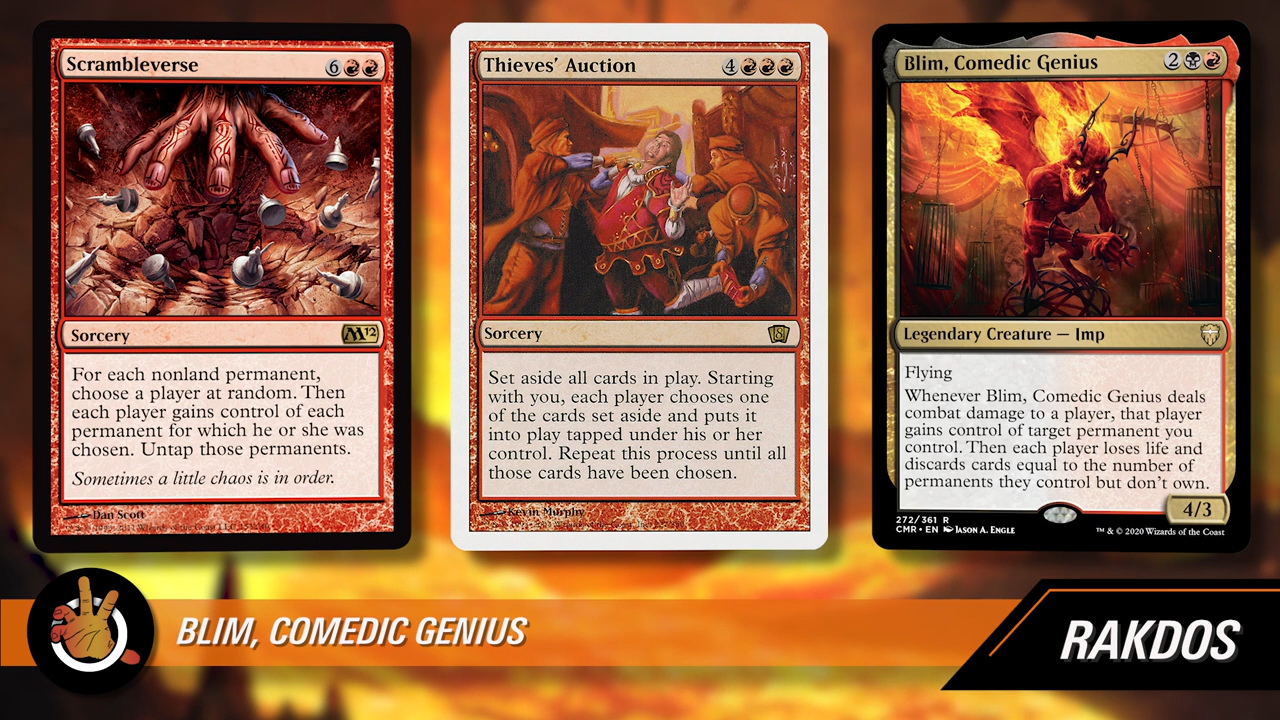 Scrambleverse 6
Sorcery M12
For each nonland permanent,
choose a player at random. Then
each player gains control of each
permanent for which he or she was
chosen. Untap those permanents.
Sometimes a little chaos is in order.
Dan Scott
Thieves' Auction 4
Sorcery 8
Set aside all cards in play. Starting
with you, each player chooses one
of the cards set aside and puts it
into play tapped under his or her
control. Repeat this process until all
those cards have been chosen.
Kevin Murphy
Blim, Comedic Genius 2
Legendary Creature — Imp
Flying
Whenever Blim, Comedic Genius deals
combat damage to a player, that player
gains control of target permanent you
control. Then each player loses life and
discards cards equal to the number of
permanents they control but don't own.
4/3
272/361 R
CMR • EN JASON A. ENGLE
™ & © 2020 Wizards of the Coast
BLIM, COMEDIC GENIUS
RAKDOS